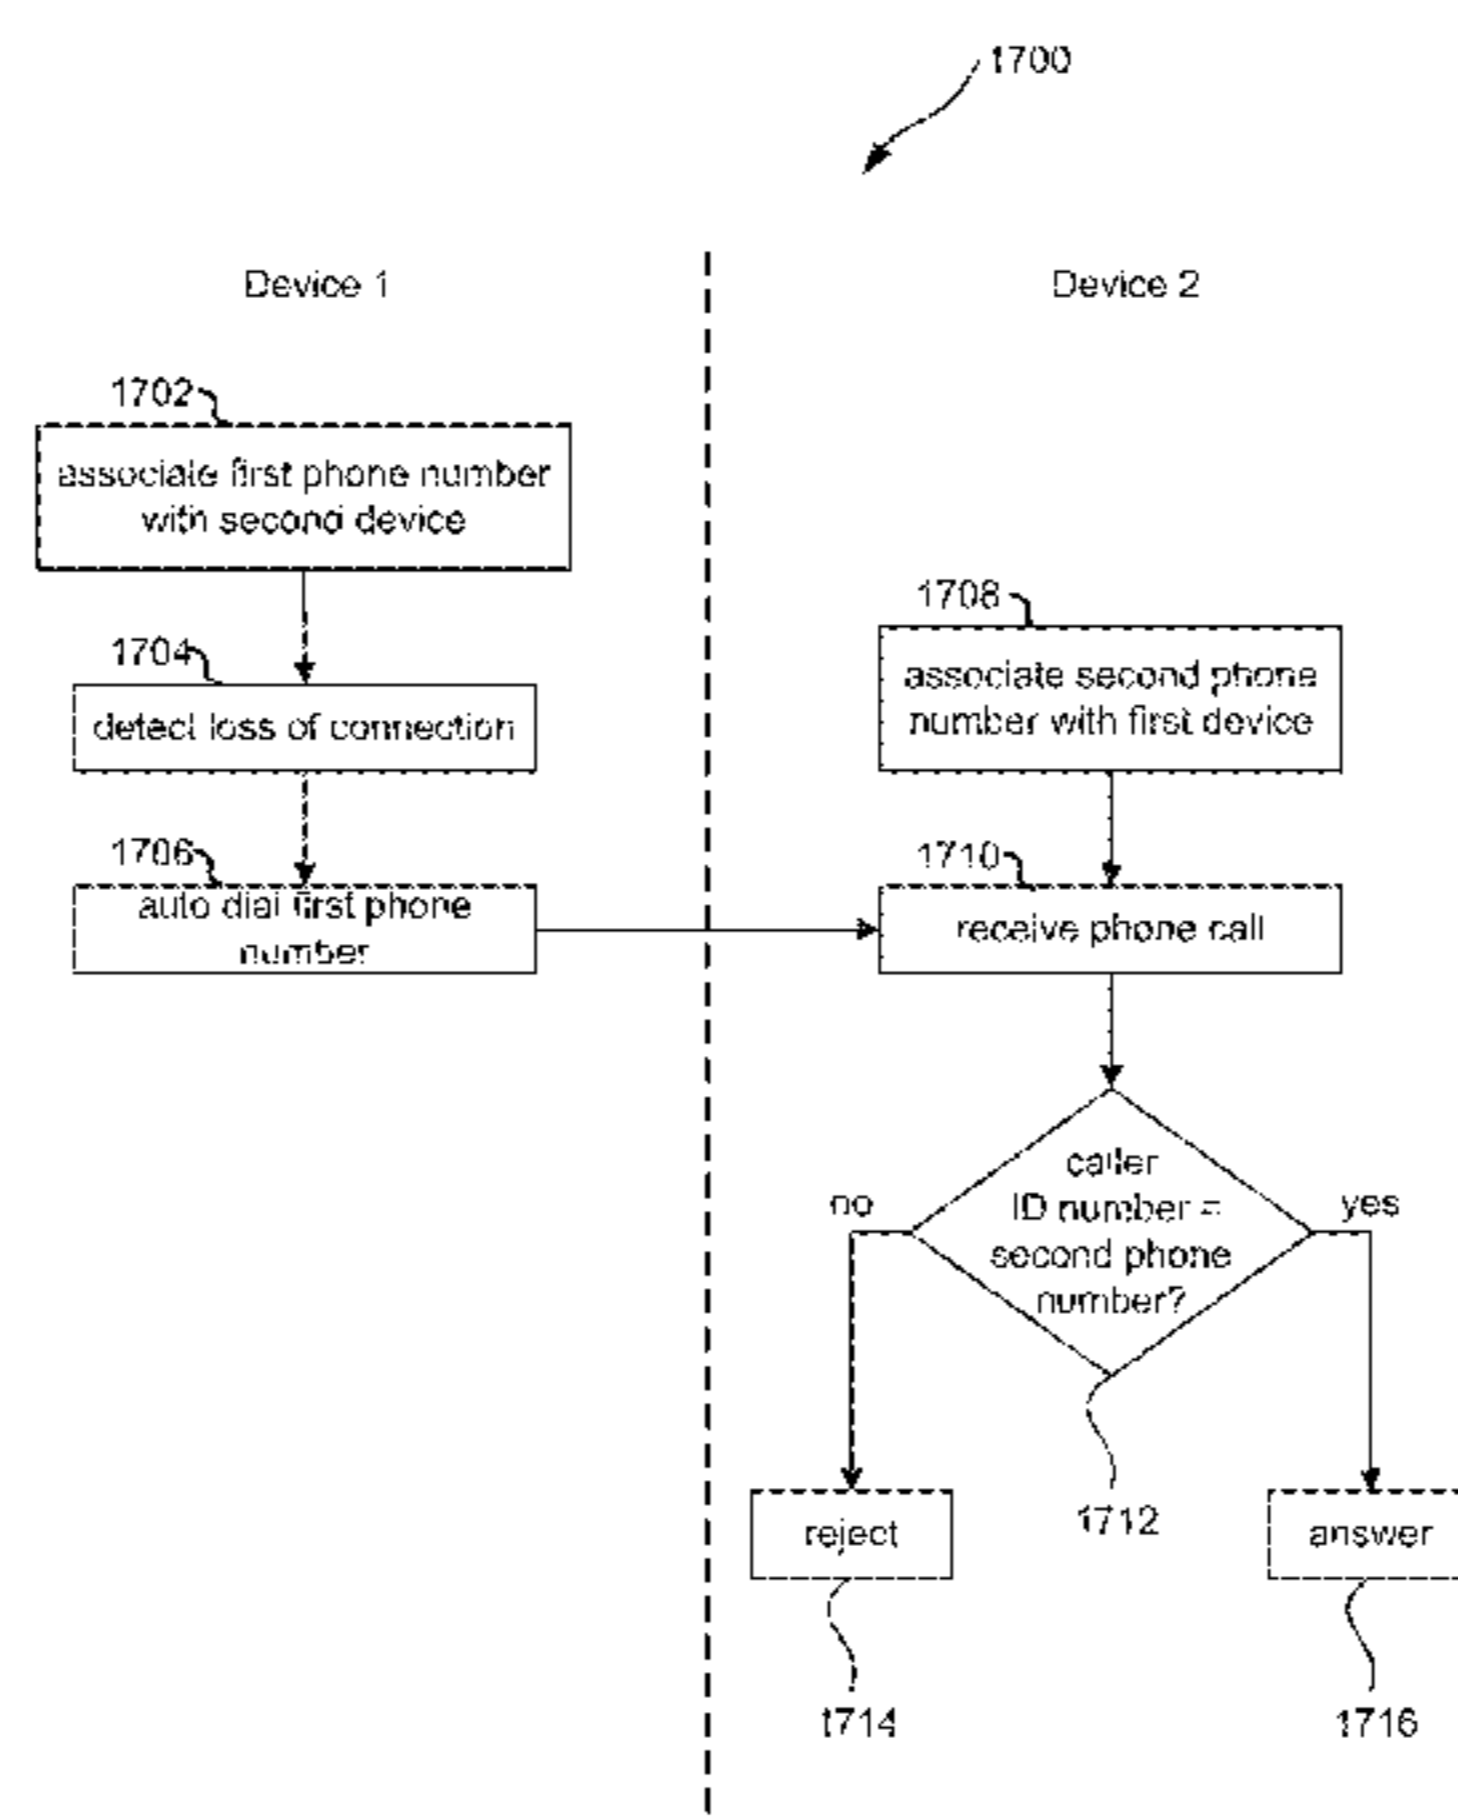 1700
Device 1
Device 2
1702
associate first phone number
with second device
1704
detect loss of connection
1706
auto dial first phone
number
1708
associate second phone
number with first device
1710
receive phone call
caller
ID number =
second phone
number?
no
yes
1712
reject
answer
1714
1716